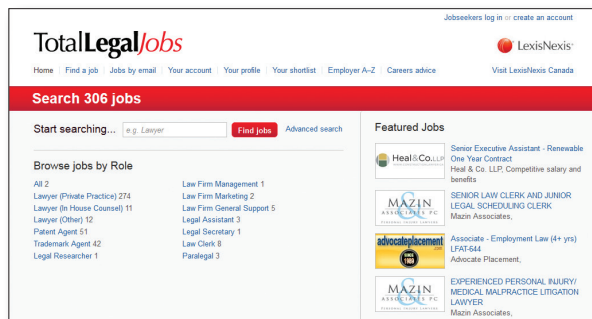 Jobseekers log in or create an account
TotalLegalJobs
LexisNexis®
Home | Find a job | Jobs by email | Your account | Your profile | Your shortlist | Employer A–Z | Careers advice
Visit LexisNexis Canada
Search 306 jobs
Start searching... e.g. Lawyer Find jobs Advanced search
Browse jobs by Role
All 2
Lawyer (Private Practice) 274
Lawyer (In House Counsel) 11
Lawyer (Other) 12
Patent Agent 51
Trademark Agent 42
Legal Researcher 1
Law Firm Management 1
Law Firm Marketing 2
Law Firm General Support 5
Legal Assistant 3
Legal Secretary 1
Law Clerk 8
Paralegal 3
Featured Jobs
Heal & Co. LLP
Senior Executive Assistant - Renewable
One Year Contract
Heal & Co. LLP, Competitive salary and
benefits
MAZIN
ASSOCIATES PC
SENIOR LAW CLERK AND JUNIOR
LEGAL SCHEDULING CLERK
Mazin Associates,
advocateplacement
.com
SINCE
1989
Associate - Employment Law (4+ yrs)
LFAT-644
Advocate Placement,
MAZIN
ASSOCIATES PC
EXPERIENCED PERSONAL INJURY/
MEDICAL MALPRACTICE LITIGATION
LAWYER
Mazin Associates,